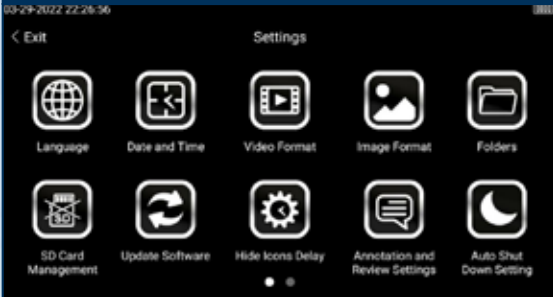 03-29-2022 22:26:56
< Exit
Settings
Language
Date and Time
Video Format
Image Format
Folders
SD
SD Card
Management
Update Software
Hide Icons Delay
Annotation and
Review Settings
Auto Shut
Down Setting